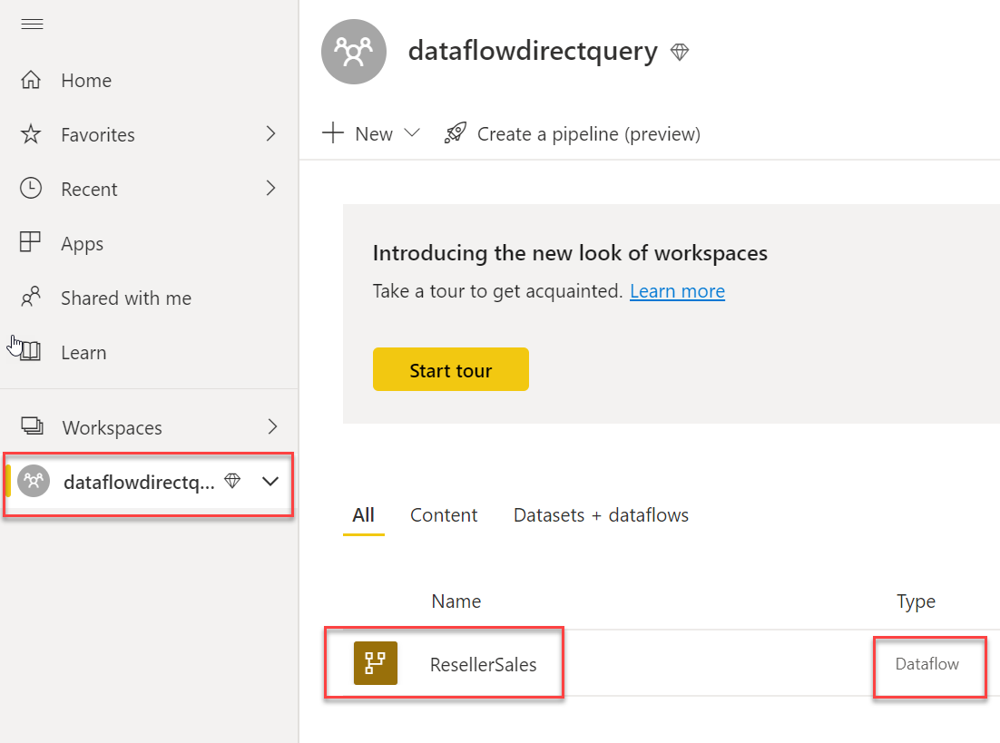 dataflowdirectquery
Home
Favorites
Recent
Apps
Shared with me
Learn
Workspaces
dataflowdirectq...
New
Create a pipeline (preview)
Introducing the new look of workspaces
Take a tour to get acquainted. Learn more
Start tour
All Content Datasets + dataflows
Name Type
ResellerSales Dataflow